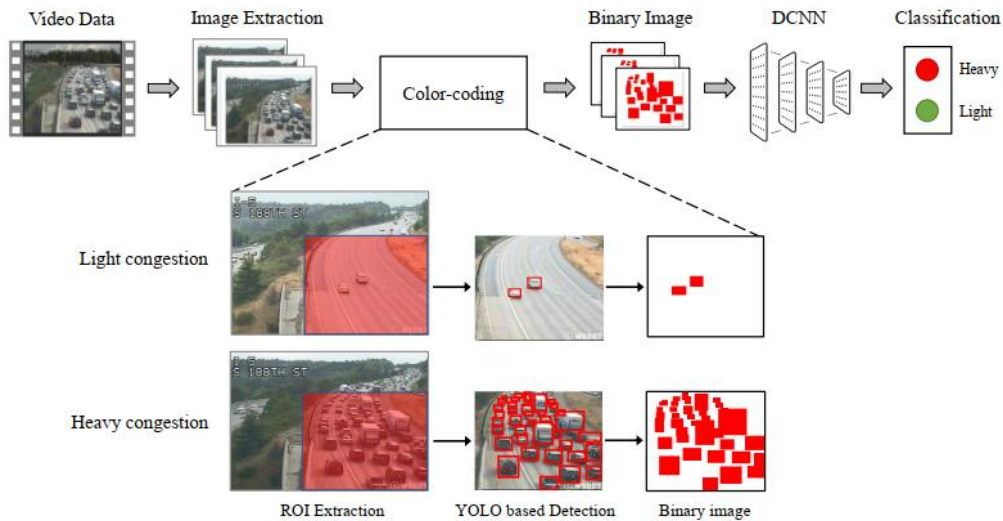 Video Data
Image Extraction
Binary Image
DCNN
Classification
Color-coding
Heavy
Light
I-5
S 188TH ST
Light congestion
I-5
S 188TH ST
Heavy congestion
ROI Extraction
YOLO based Detection
Binary image